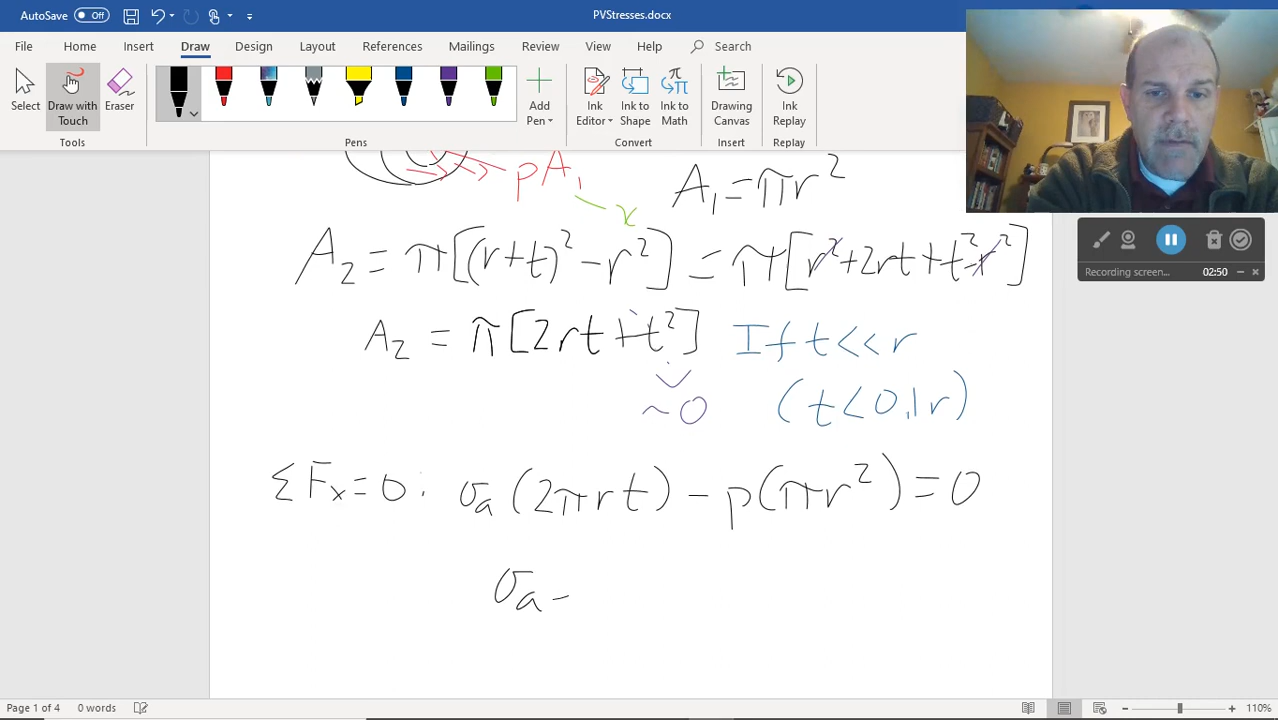 AutoSave Off PVStresses.docx
File Home Insert Draw Design Layout References Mailings Review View Help Search
Select Draw with Touch Eraser Add Pen Ink Editor Ink to Shape Ink to Math Drawing Canvas Ink Replay
Tools Pens Convert Insert Replay
pA₁ A₁=πr²
x
A₂ = π[(r+t)²-r²] = π[r²+2rt+t²-r²]
A₂ = π[2rt+t²] If t<<r
~0 (t<0.1r)
ΣFₓ=0: σₐ(2πrt) - p(πr²) = 0
σₐ -
Recording screen... 02:50
Page 1 of 4 0 words 110%